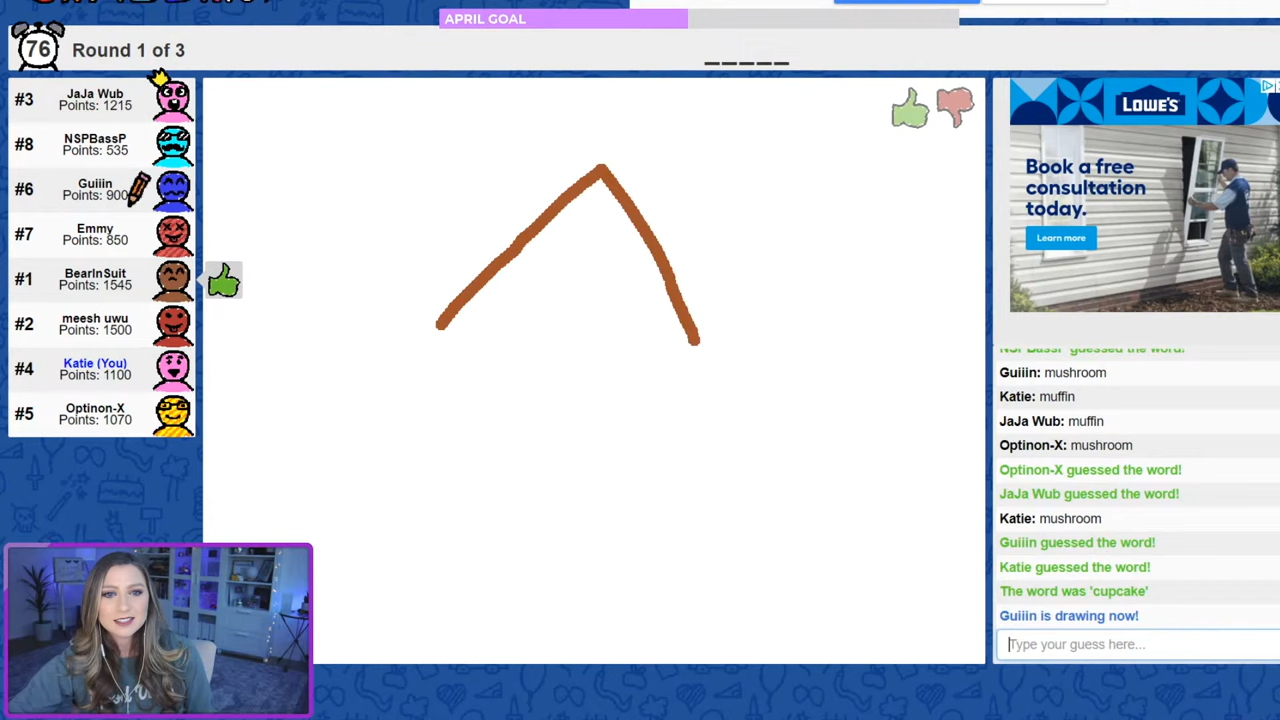 APRIL GOAL
76
Round 1 of 3
_ _ _ _ _
#3
JaJa Wub
Points: 1215
#8
NSPBassP
Points: 535
#6
Guiiin
Points: 900
#7
Emmy
Points: 850
#1
BearInSuit
Points: 1545
#2
meesh uwu
Points: 1500
#4
Katie (You)
Points: 1100
#5
Optinon-X
Points: 1070
LOWE'S
Book a free
consultation
today.
Learn more
NSPBassP guessed the word!
Guiiin: mushroom
Katie: muffin
JaJa Wub: muffin
Optinon-X: mushroom
Optinon-X guessed the word!
JaJa Wub guessed the word!
Katie: mushroom
Guiiin guessed the word!
Katie guessed the word!
The word was 'cupcake'
Guiiin is drawing now!
Type your guess here...